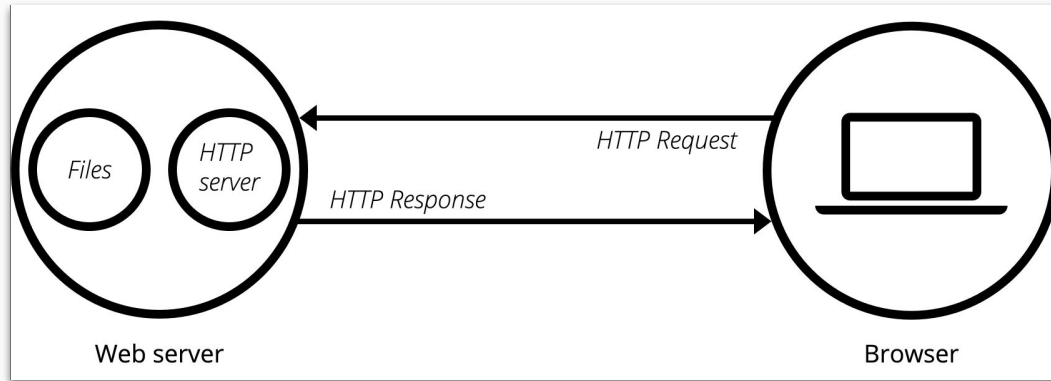 HTTP Request
Files
HTTP
server
HTTP Response
Web server
Browser